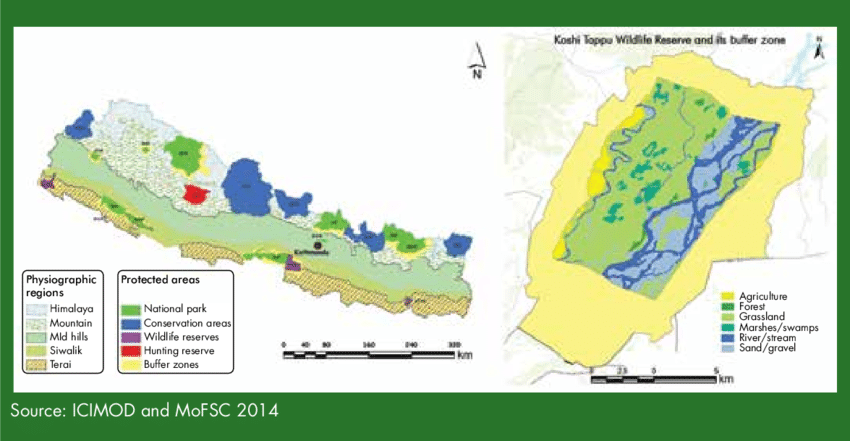 Koshi Tappu Wildlife Reserve and its buffer zone
N
N
Kathmandu
Physiographic regions
Himalaya
Mountain
MId hills
Siwalik
Terai
Protected areas
National park
Conservation areas
Wildlife reserves
Hunting reserve
Buffer zones
0 40 80 160 240 320
km
Agriculture
Forest
Grassland
Marshes/swamps
River/stream
Sand/gravel
5 2.5 0 5
km
Source: ICIMOD and MoFSC 2014